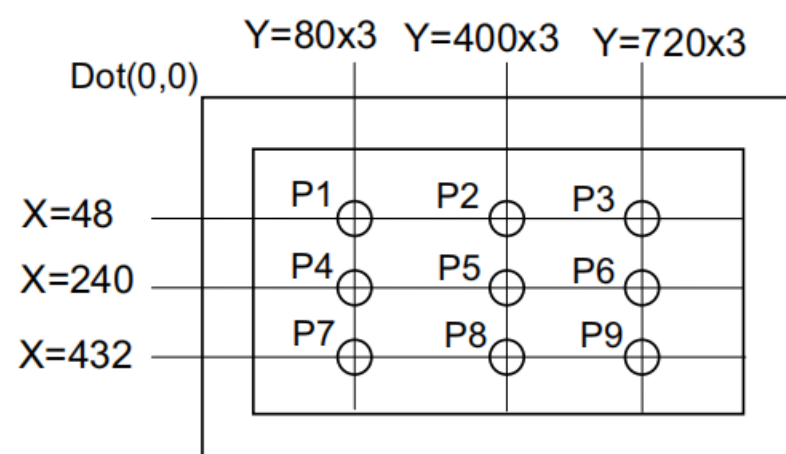 Y=80x3 Y=400x3 Y=720x3
Dot(0,0)
P1 P2 P3
X=48
P4 P5 P6
X=240
P7 P8 P9
X=432